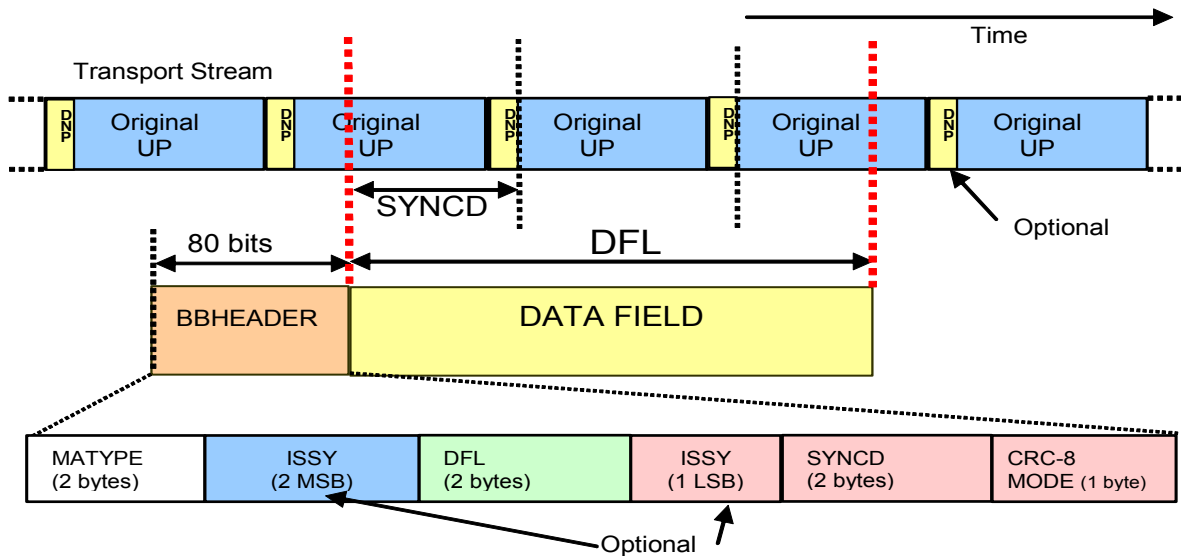 Time
Transport Stream
DNP
Original
UP
DNP
Original
UP
DNP
Original
UP
DNP
Original
UP
DNP
Original
UP
SYNCD
Optional
80 bits
DFL
BBHEADER
DATA FIELD
MATYPE
(2 bytes)
ISSY
(2 MSB)
DFL
(2 bytes)
ISSY
(1 LSB)
SYNCD
(2 bytes)
CRC-8
MODE (1 byte)
Optional